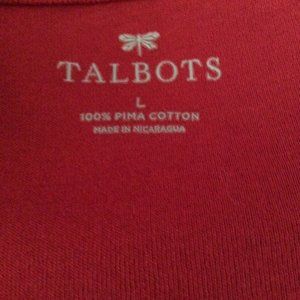 TALBOTS
L
100% PIMA COTTON
MADE IN NICARAGUA